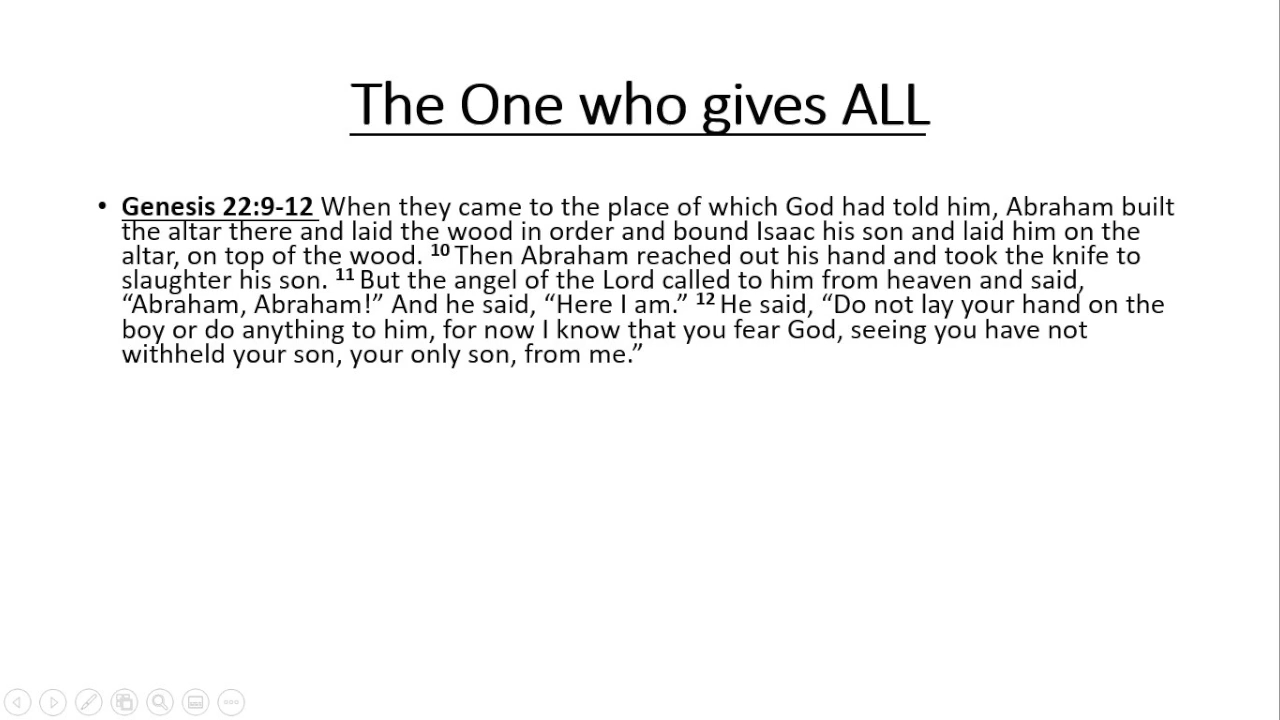 The One who gives ALL
• Genesis 22:9-12 When they came to the place of which God had told him, Abraham built
the altar there and laid the wood in order and bound Isaac his son and laid him on the
altar, on top of the wood. 10 Then Abraham reached out his hand and took the knife to
slaughter his son. 11 But the angel of the Lord called to him from heaven and said,
“Abraham, Abraham!” And he said, “Here I am.” 12 He said, “Do not lay your hand on the
boy or do anything to him, for now I know that you fear God, seeing you have not
withheld your son, your only son, from me.”